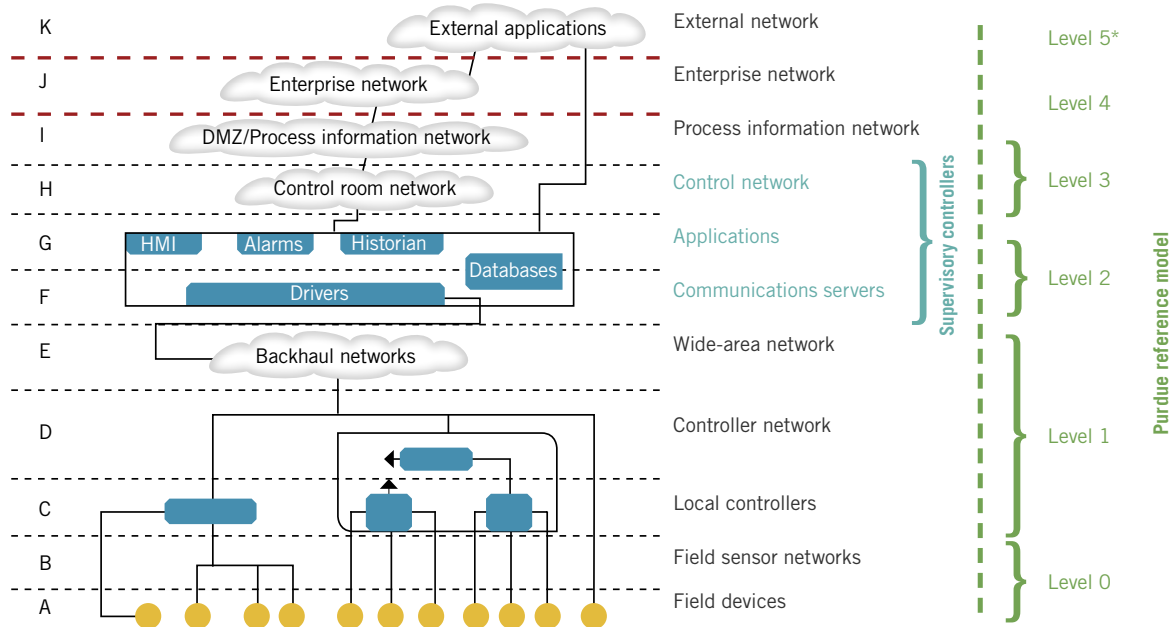 K
External applications
External network
Level 5*
J
Enterprise network
Enterprise network
Level 4
I
DMZ/Process information network
Process information network
H
Control room network
Control network
Level 3
G
HMI
Alarms
Historian
Applications
Databases
Level 2
F
Drivers
Communications servers
Supervisory controllers
E
Backhaul networks
Wide-area network
D
Controller network
Level 1
C
Local controllers
B
Field sensor networks
Level 0
A
Field devices
Purdue reference model